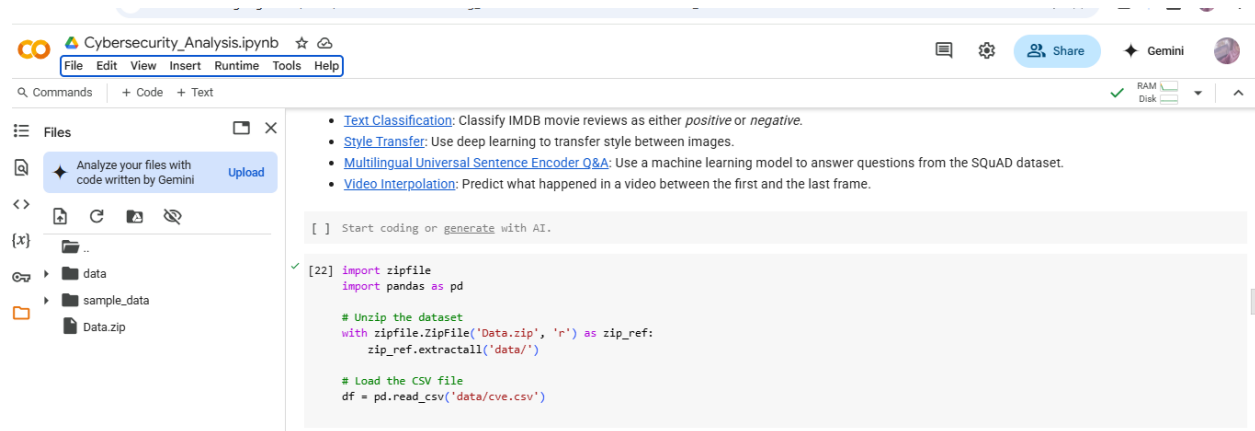 Cybersecurity_Analysis.ipynb
File Edit View Insert Runtime Tools Help
Share
Gemini
Commands + Code + Text
RAM
Disk
Files
Analyze your files with
code written by Gemini
Upload
{x}
..
data
sample_data
Data.zip
• Text Classification: Classify IMDB movie reviews as either positive or negative.
• Style Transfer: Use deep learning to transfer style between images.
• Multilingual Universal Sentence Encoder Q&A: Use a machine learning model to answer questions from the SQuAD dataset.
• Video Interpolation: Predict what happened in a video between the first and the last frame.
[ ] Start coding or generate with AI.
[22] import zipfile
import pandas as pd
# Unzip the dataset
with zipfile.ZipFile('Data.zip', 'r') as zip_ref:
    zip_ref.extractall('data/')
# Load the CSV file
df = pd.read_csv('data/cve.csv')